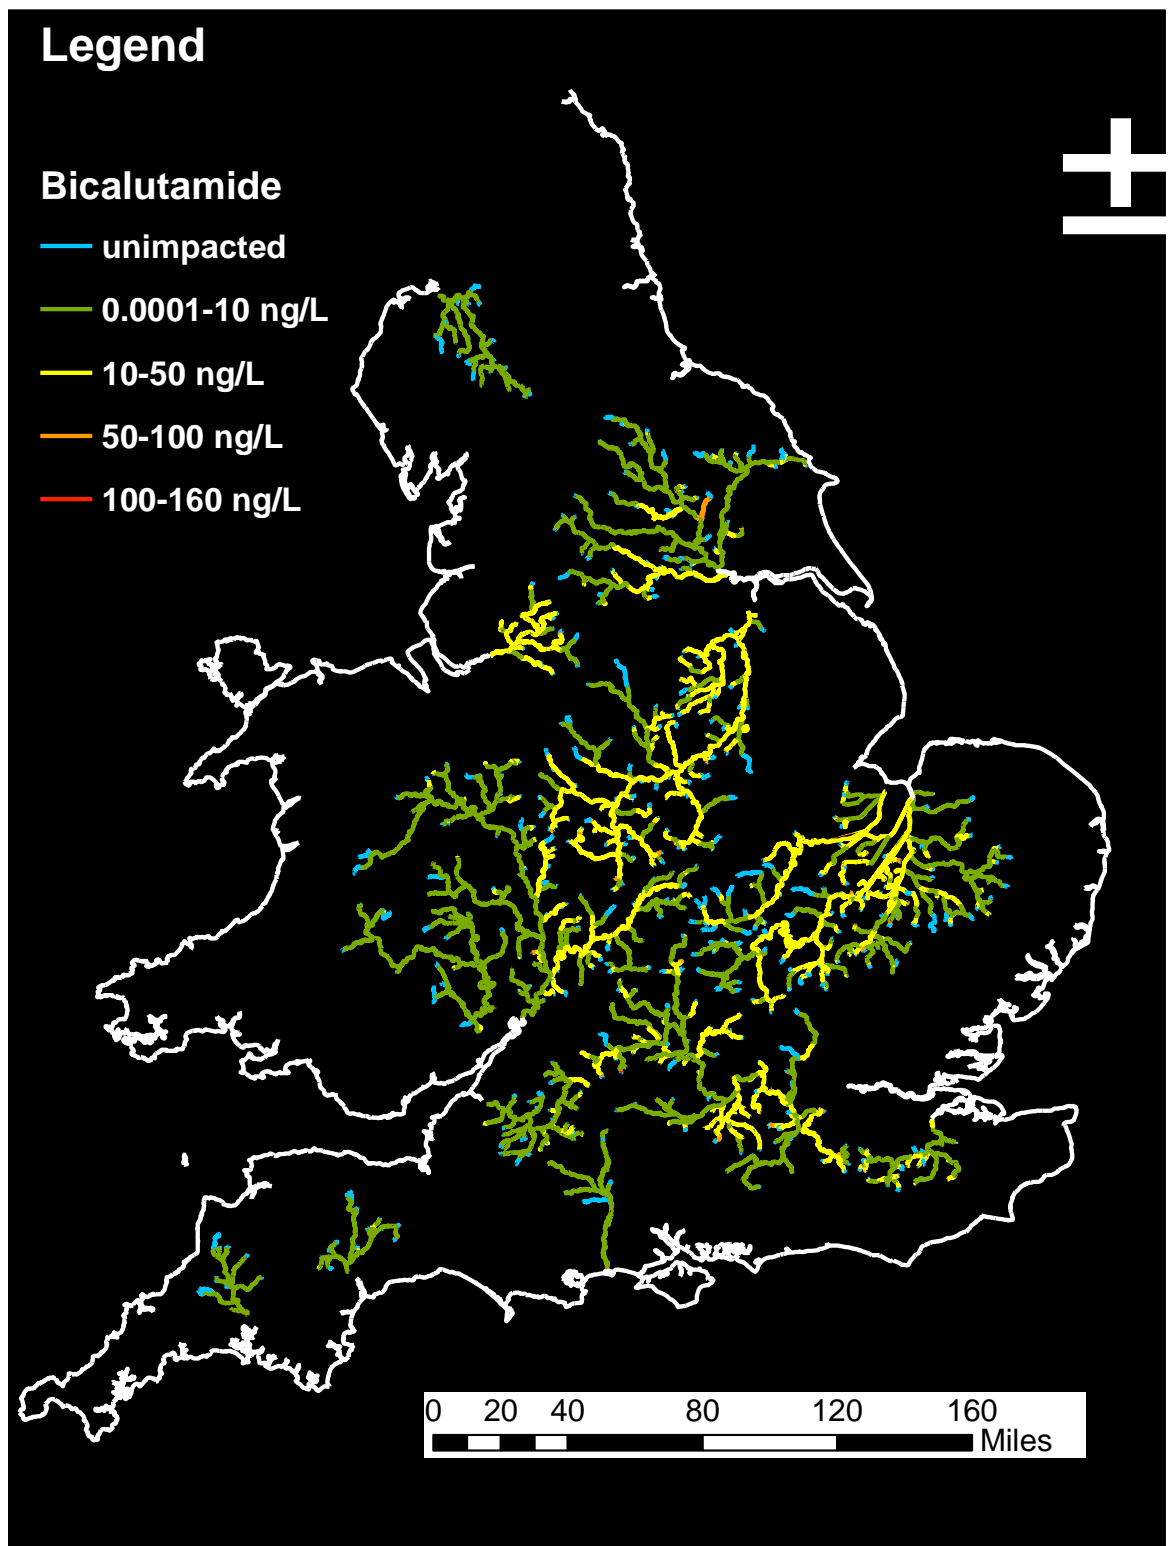 Legend
Bicalutamide
unimpacted
0.0001-10 ng/L
10-50 ng/L
50-100 ng/L
100-160 ng/L
0 20 40 80 120 160
Miles